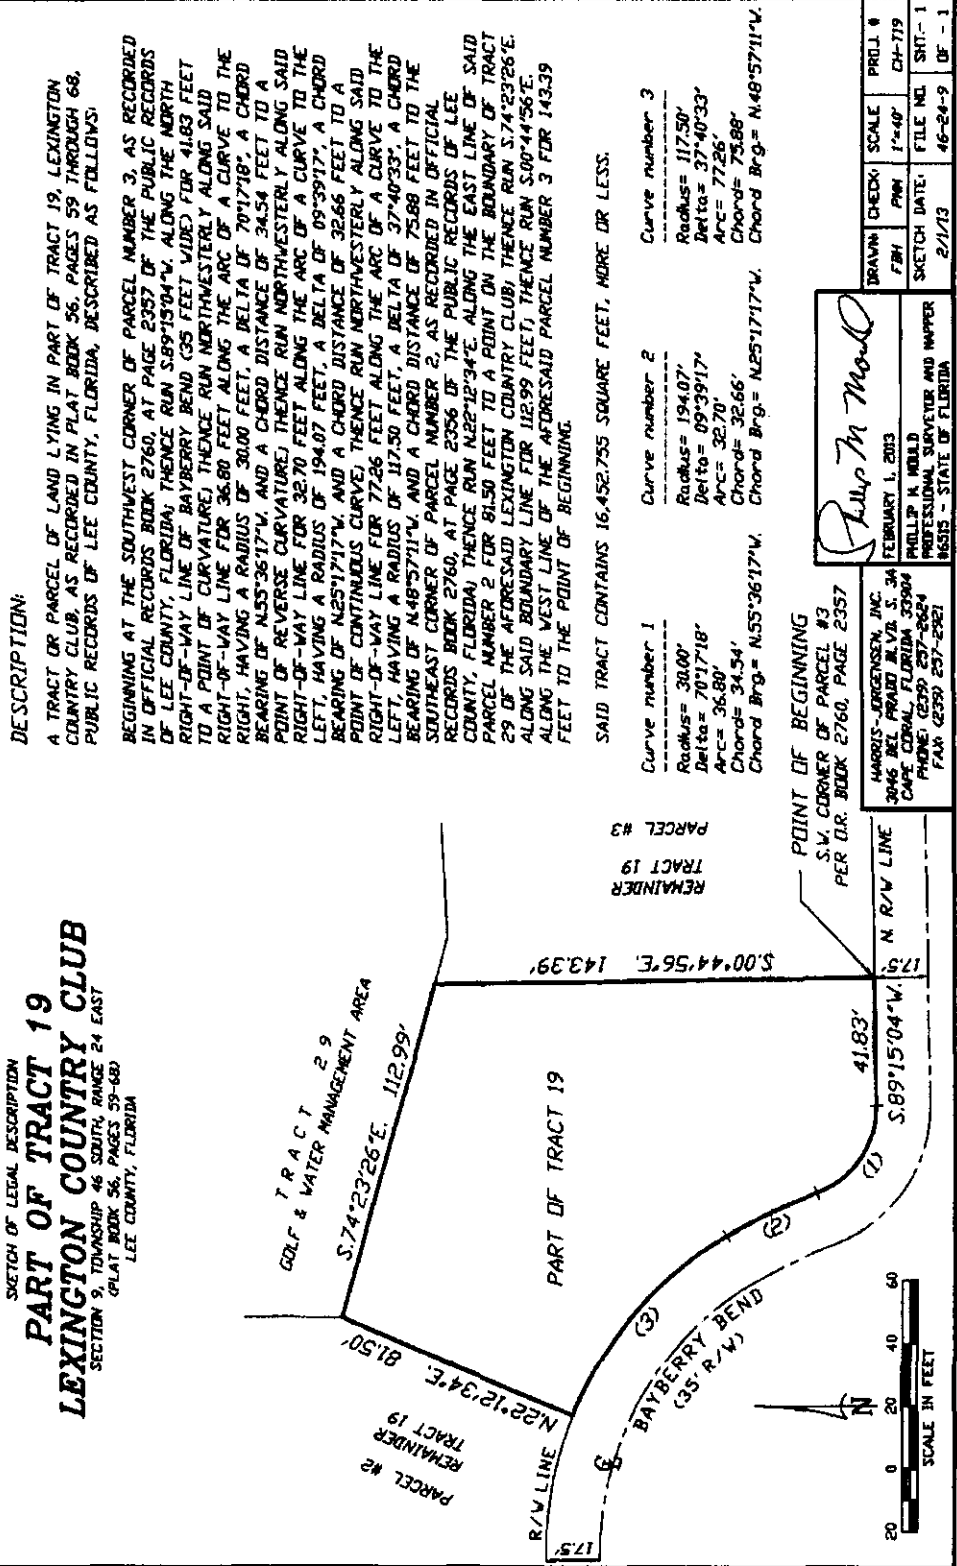 SKETCH OF LEGAL DESCRIPTION
PART OF TRACT 19
LEXINGTON COUNTRY CLUB
SECTION 9, TOWNSHIP 46 SOUTH, RANGE 24 EAST
(PLAT BOOK 56, PAGES 59-68)
LEE COUNTY, FLORIDA
DESCRIPTION:
A TRACT OR PARCEL OF LAND LYING IN PART OF TRACT 19, LEXINGTON
COUNTRY CLUB, AS RECORDED IN PLAT BOOK 56, PAGES 59 THROUGH 68,
PUBLIC RECORDS OF LEE COUNTY, FLORIDA, DESCRIBED AS FOLLOWS:
BEGINNING AT THE SOUTHWEST CORNER OF PARCEL NUMBER 3, AS RECORDED
IN OFFICIAL RECORDS BOOK 2760, AT PAGE 2357 OF THE PUBLIC RECORDS
OF LEE COUNTY, FLORIDA; THENCE RUN S.89°15'04"W. ALONG THE NORTH
RIGHT-OF-WAY LINE OF BAYBERRY BEND (35 FEET WIDE) FOR 41.83 FEET
TO A POINT OF CURVATURE; THENCE RUN NORTHWESTERLY ALONG SAID
RIGHT-OF-WAY LINE FOR 36.80 FEET ALONG THE ARC OF A CURVE TO THE
RIGHT, HAVING A RADIUS OF 30.00 FEET, A DELTA OF 70°17'18", A CHORD
BEARING OF N.55°36'17"W. AND A CHORD DISTANCE OF 34.54 FEET TO A
POINT OF REVERSE CURVATURE; THENCE RUN NORTHWESTERLY ALONG SAID
RIGHT-OF-WAY LINE FOR 32.70 FEET ALONG THE ARC OF A CURVE TO THE
LEFT, HAVING A RADIUS OF 194.07 FEET, A DELTA OF 09°39'17", A CHORD
BEARING OF N.25°17'17"W. AND A CHORD DISTANCE OF 32.66 FEET TO A
POINT OF CONTINUOUS CURVE; THENCE RUN NORTHWESTERLY ALONG SAID
RIGHT-OF-WAY LINE FOR 77.26 FEET ALONG THE ARC OF A CURVE TO THE
LEFT, HAVING A RADIUS OF 117.50 FEET, A DELTA OF 37°40'33", A CHORD
BEARING OF N.48°57'11"W. AND A CHORD DISTANCE OF 75.88 FEET TO THE
SOUTHEAST CORNER OF PARCEL NUMBER 2, AS RECORDED IN OFFICIAL
RECORDS BOOK 2760, AT PAGE 2356 OF THE PUBLIC RECORDS OF LEE
COUNTY, FLORIDA; THENCE RUN N.22°12'34"E. ALONG THE EAST LINE OF SAID
PARCEL NUMBER 2 FOR 81.50 FEET TO A POINT ON THE BOUNDARY OF TRACT
29 OF THE AFORESAID LEXINGTON COUNTRY CLUB; THENCE RUN S.74°23'26"E.
ALONG SAID BOUNDARY LINE FOR 112.99 FEET; THENCE RUN S.00°44'56"E.
ALONG THE WEST LINE OF THE AFORESAID PARCEL NUMBER 3 FOR 143.39
FEET TO THE POINT OF BEGINNING.
SAID TRACT CONTAINS 16,452.755 SQUARE FEET, MORE OR LESS.
Curve number 1
Radius= 30.00'
Delta= 70°17'18"
Arc= 36.80'
Chord= 34.54'
Chord Brg.= N.55°36'17"W.
Curve number 2
Radius= 194.07'
Delta= 09°39'17"
Arc= 32.70'
Chord= 32.66'
Chord Brg.= N.25°17'17"W.
Curve number 3
Radius= 117.50'
Delta= 37°40'33"
Arc= 77.26'
Chord= 75.88'
Chord Brg.= N.48°57'11"W.
TRACT 29
GOLF & WATER MANAGEMENT AREA
S.74°23'26"E. 112.99'
N.22°12'34"E. 81.50'
PARCEL #2
REMAINDER
TRACT 19
PART OF TRACT 19
S.00°44'56"E. 143.39'
REMAINDER
TRACT 19
PARCEL #3
POINT OF BEGINNING
S.W. CORNER OF PARCEL #3
PER O.R. BOOK 2760, PAGE 2357
R/W LINE
17.5'
(3)
(2)
(1)
41.83'
S.89°15'04"W.
17.5'
N. R/W LINE
BAYBERRY BEND
(35' R/W)
N
20 0 20 40 60
SCALE IN FEET
HARRIS-JORGENSEN, INC.
3046 DEL PRADO BLVD. S. 3A
CAPE CORAL, FLORIDA 33904
PHONE: (239) 257-2624
FAX: (239) 257-2921
Phillip M Mould
FEBRUARY 1, 2013
PHILLIP M. MOULD
PROFESSIONAL SURVEYOR AND MAPPER
#6515 - STATE OF FLORIDA
DRAWN: CHECK: SCALE PROJ. #
FBH PMM 1"=40' CH-719
SKETCH DATE: FILE NO. SHT.- 1
2/1/13 46-24-9 OF - 1